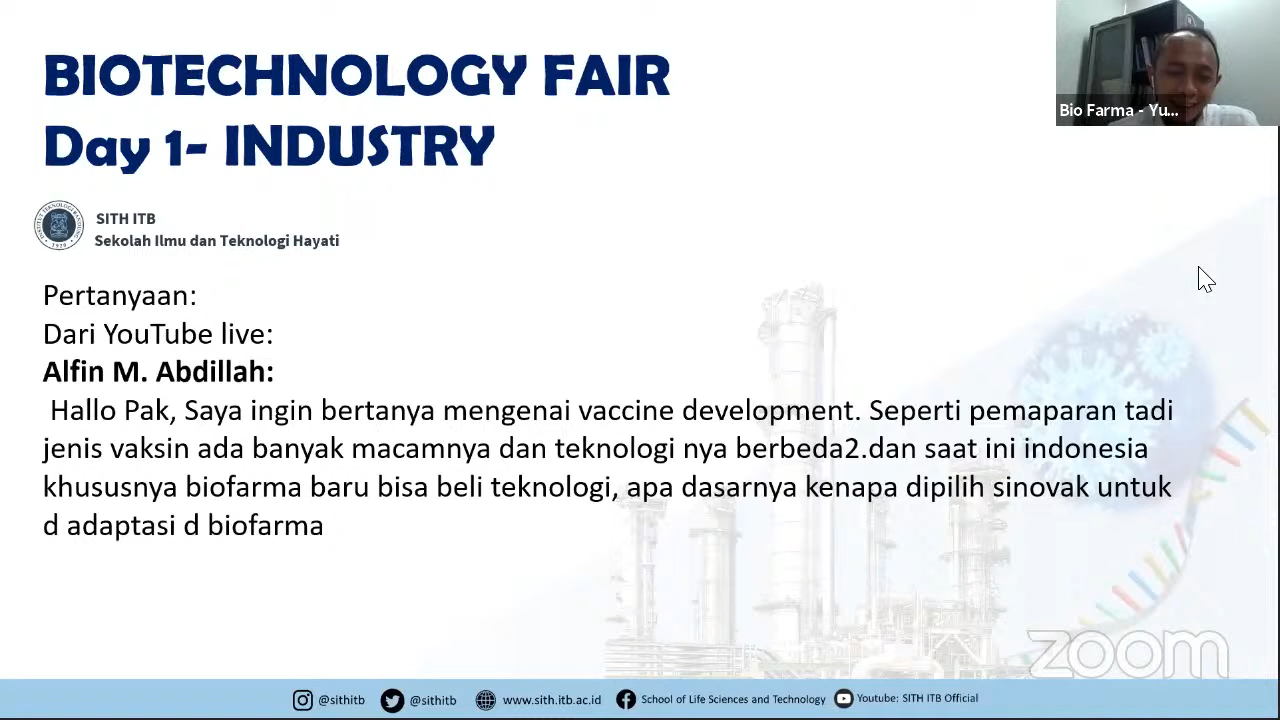 BIOTECHNOLOGY FAIR
Day 1- INDUSTRY
Bio Farma - Yu...
SITH ITB
Sekolah Ilmu dan Teknologi Hayati
INSTITUT TEKNOLOGI BANDUNG
1920
Pertanyaan:
Dari YouTube live:
Alfin M. Abdillah:
Hallo Pak, Saya ingin bertanya mengenai vaccine development. Seperti pemaparan tadi
jenis vaksin ada banyak macamnya dan teknologi nya berbeda2.dan saat ini indonesia
khususnya biofarma baru bisa beli teknologi, apa dasarnya kenapa dipilih sinovak untuk
d adaptasi d biofarma
zoom
@sithitb @sithitb www.sith.itb.ac.id School of Life Sciences and Technology Youtube: SITH ITB Official